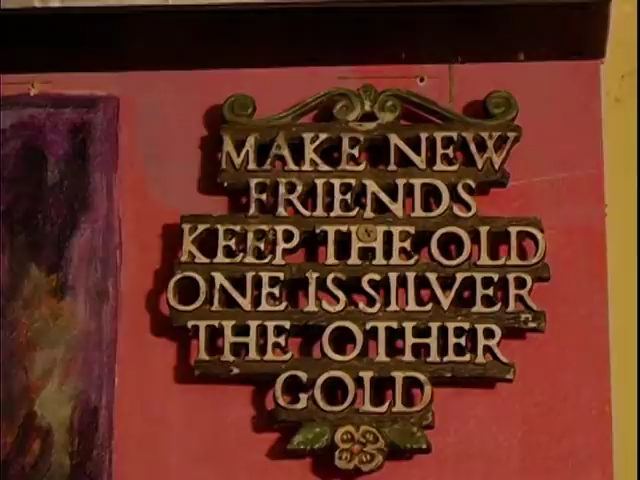 MAKE NEW
FRIENDS
KEEP THE OLD
ONE IS SILVER
THE OTHER
GOLD